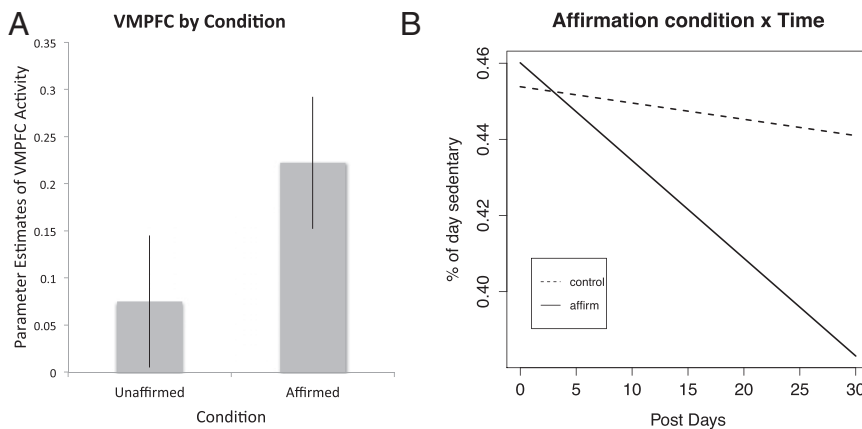 A
VMPFC by Condition
Parameter Estimates of VMPFC Activity
0.35
0.3
0.25
0.2
0.15
0.1
0.05
0
Unaffirmed
Affirmed
Condition
B
Affirmation condition x Time
% of day sedentary
0.46
0.44
0.42
0.40
control
affirm
0
5
10
15
20
25
30
Post Days